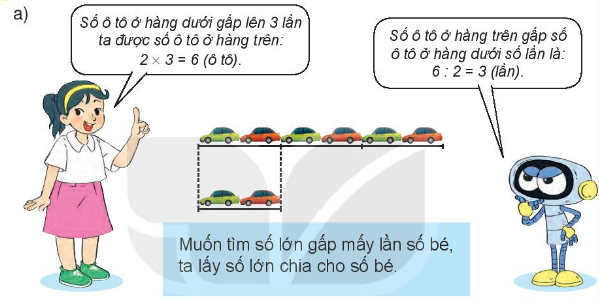 a)
Số ô tô ở hàng dưới gấp lên 3 lần
ta được số ô tô ở hàng trên:
2 × 3 = 6 (ô tô).
Số ô tô ở hàng trên gấp số
ô tô ở hàng dưới số lần là:
6 : 2 = 3 (lần).
Muốn tìm số lớn gấp mấy lần số bé,
ta lấy số lớn chia cho số bé.